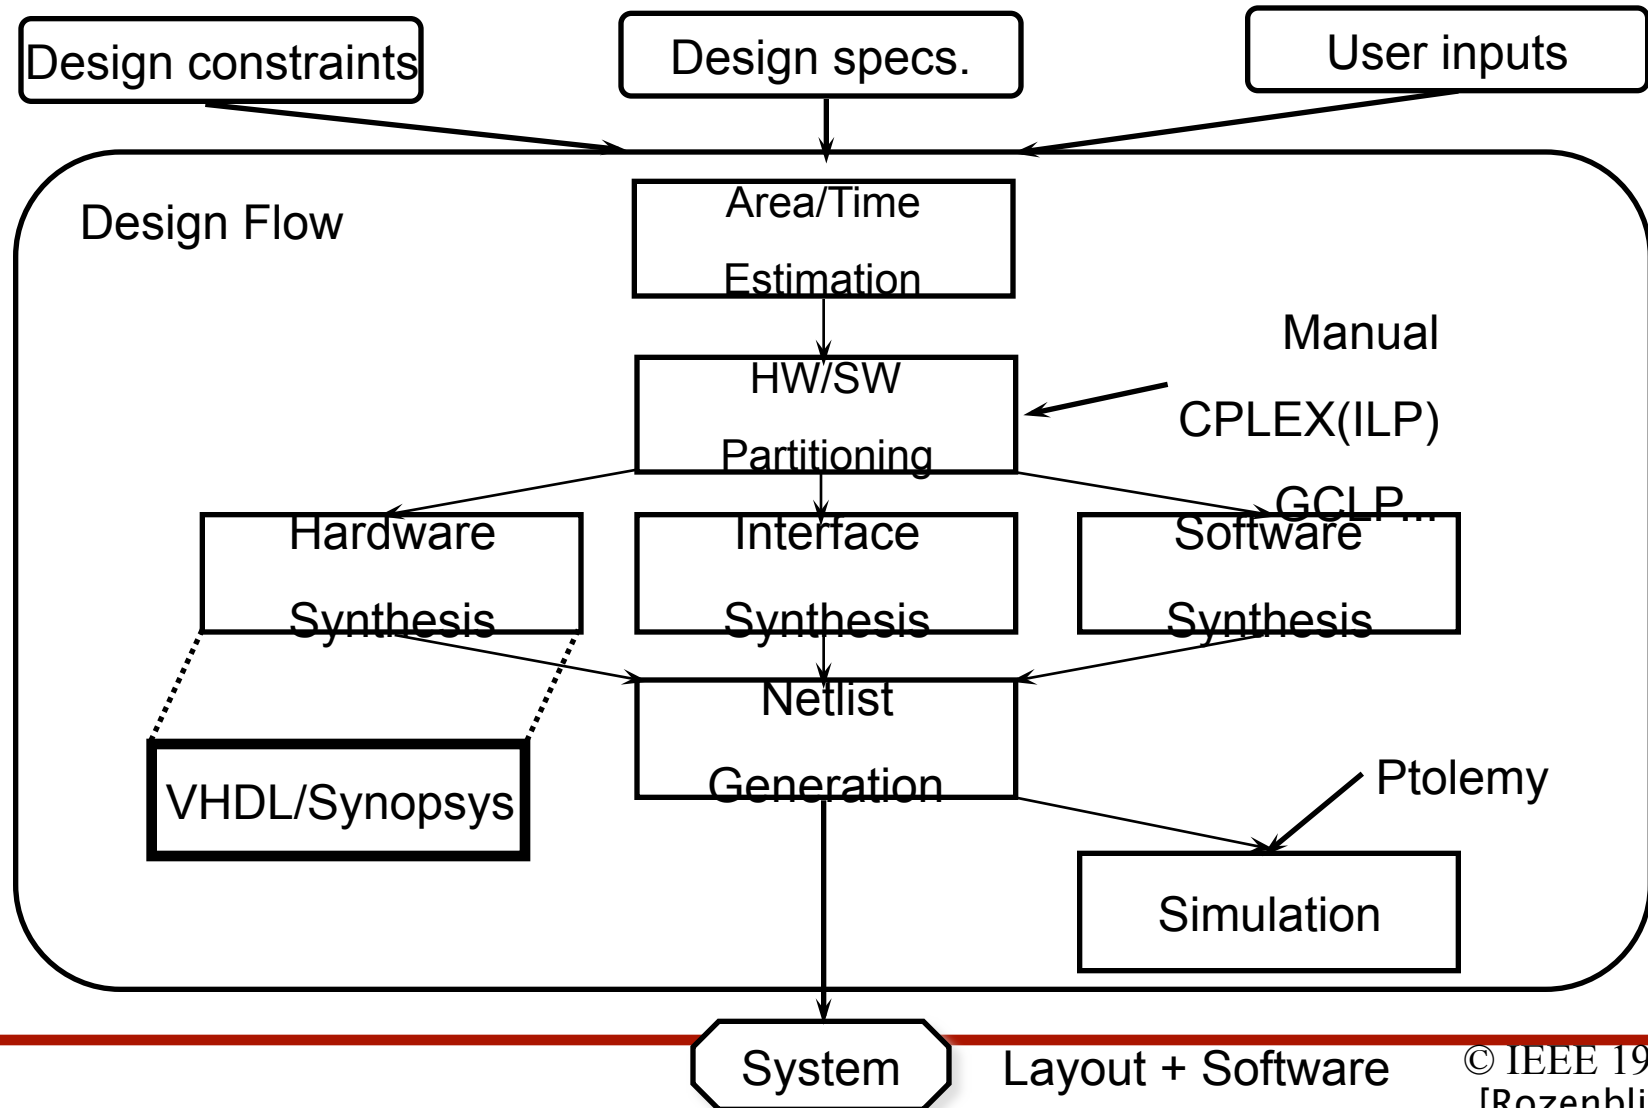 Design constraints
Design specs.
User inputs
Design Flow
Area/Time
Estimation
HW/SW
Partitioning
Manual
CPLEX(ILP)
GCLP...
Hardware
Synthesis
Interface
Synthesis
Software
Synthesis
VHDL/Synopsys
Netlist
Generation
Ptolemy
Simulation
System
Layout + Software
© IEEE 19
[Rozenbli